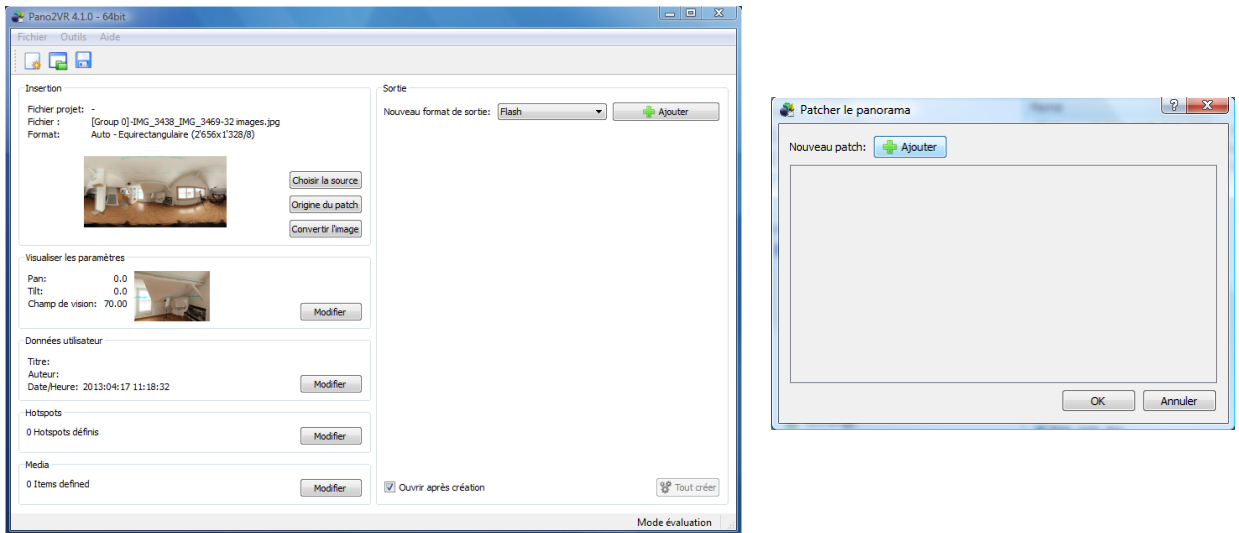 Pano2VR 4.1.0 - 64bit
Fichier Outils Aide
Insertion
Fichier projet: -
Fichier : [Group 0]-IMG_3438_IMG_3469-32 images.jpg
Format: Auto - Equirectangulaire (2'656x1'328/8)
Choisir la source
Origine du patch
Convertir l'image
Visualiser les paramètres
Pan: 0.0
Tilt: 0.0
Champ de vision: 70.00
Modifier
Données utilisateur
Titre:
Auteur:
Date/Heure: 2013:04:17 11:18:32
Modifier
Hotspots
0 Hotspots définis
Modifier
Media
0 Items defined
Modifier
Sortie
Nouveau format de sortie: Flash Ajouter
Ouvrir après création Tout créer
Mode évaluation
Patcher le panorama
Nouveau patch: Ajouter
OK Annuler